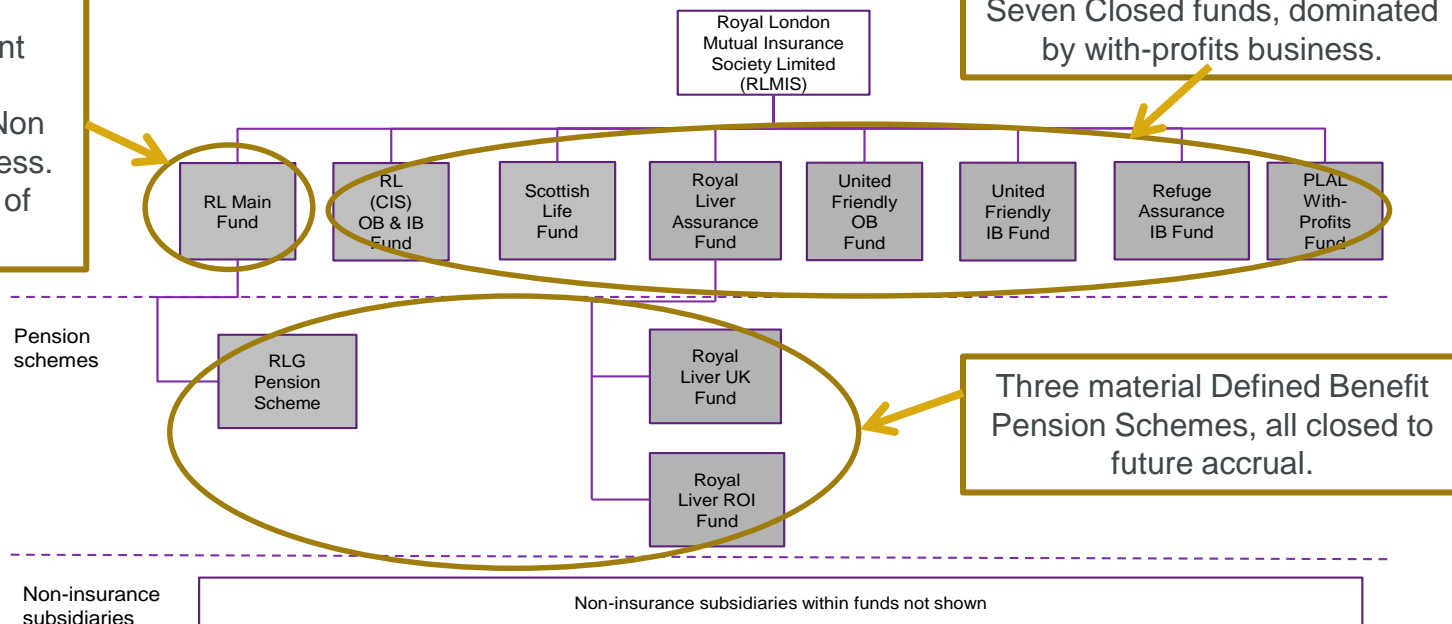 Royal London
Mutual Insurance
Society Limited
(RLMIS)
Seven Closed funds, dominated
by with-profits business.
of
RL Main
Fund
RL
(CIS)
OB & IB
Fund
Scottish
Life
Fund
Royal
Liver
Assurance
Fund
United
Friendly
OB
Fund
United
Friendly
IB Fund
Refuge
Assurance
IB Fund
PLAL
With-
Profits
Fund
Pension
schemes
RLG
Pension
Scheme
Royal
Liver UK
Fund
Royal
Liver ROI
Fund
Three material Defined Benefit
Pension Schemes, all closed to
future accrual.
Non-insurance
subsidiaries
Non-insurance subsidiaries within funds not shown